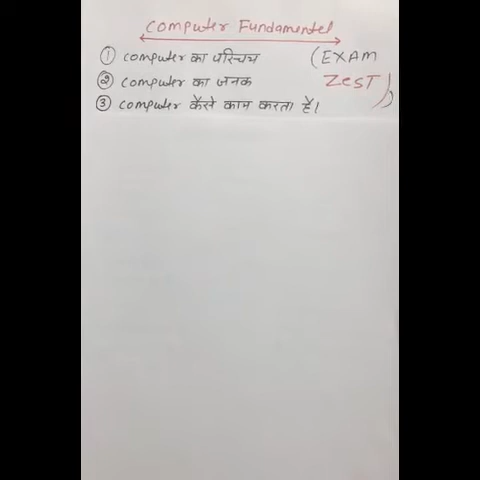 Computer Fundamentel
① Computer का परिचय (EXAM
② Computer का जनक ZEST)
③ Computer कैसे काम करता है।